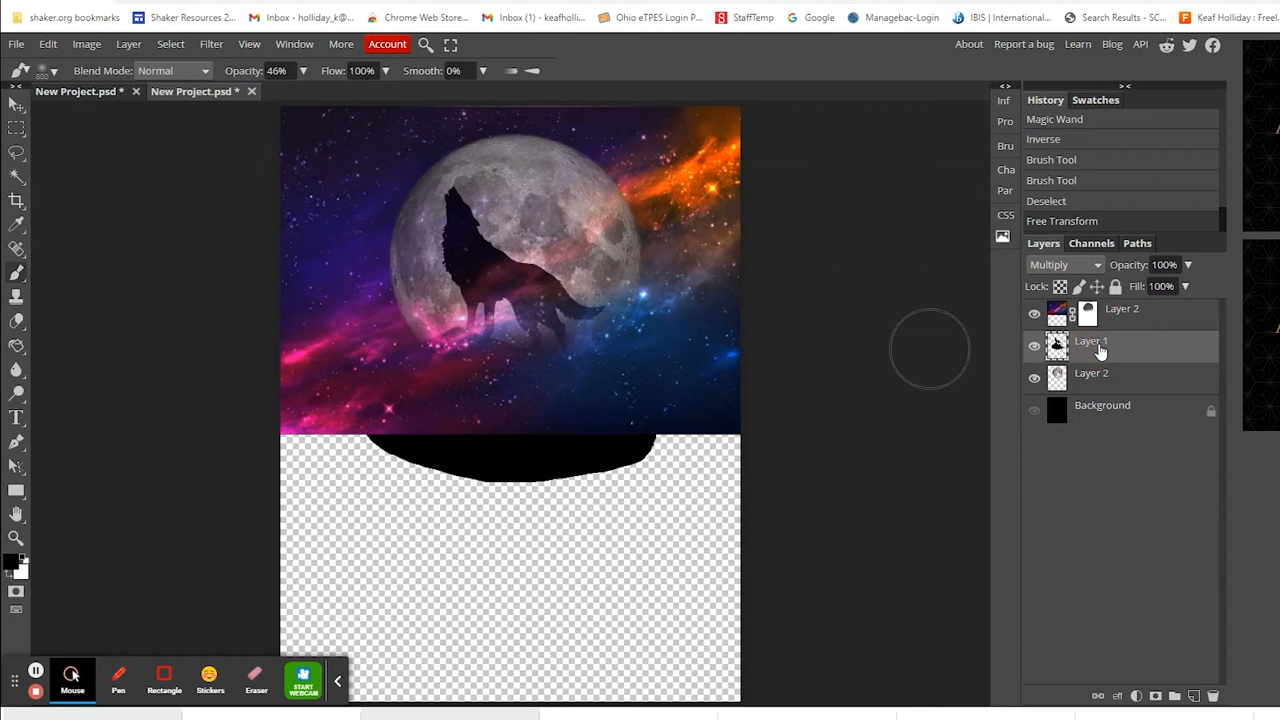 shaker.org bookmarks Shaker Resources 2... Inbox - holliday_k@... Chrome Web Store... Inbox (1) - keafholli... Ohio eTPES Login P... StaffTemp Google Managebac-Login IBIS | International... Search Results - SC... Keaf Holliday : Freel
File Edit Image Layer Select Filter View Window More Account About Report a bug Learn Blog API
800 Blend Mode: Normal Opacity: 46% Flow: 100% Smooth: 0%
New Project.psd * New Project.psd *
Inf History Swatches
Magic Wand
Pro
Inverse
Bru
Brush Tool
Cha
Brush Tool
Par
Deselect
CSS
Free Transform
Layers Channels Paths
Multiply Opacity: 100%
Lock: Fill: 100%
Layer 2
Layer 1
Layer 2
Background
Mouse Pen Rectangle Stickers Eraser START
WEBCAM
eff